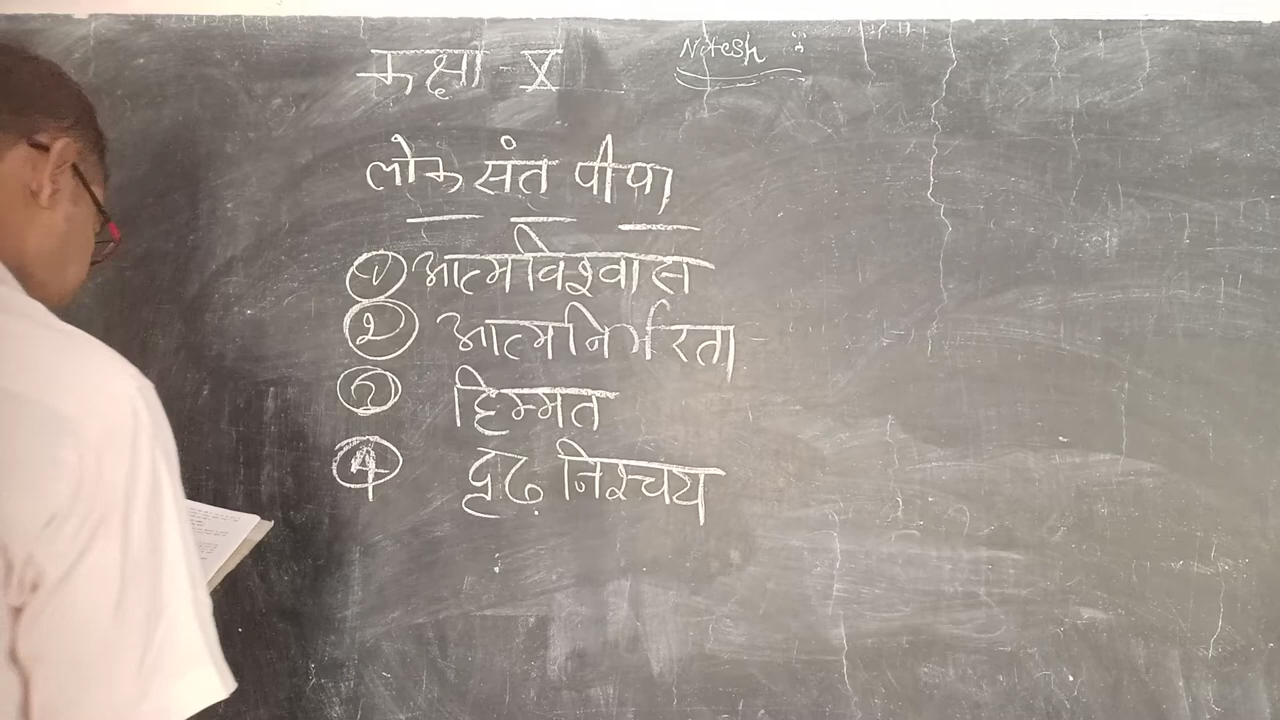 कक्षा - X
Nitesh
लोक संत पीपा
① आत्मविश्वास
② आत्मनिर्भरता
③ हिम्मत
④ दृढ़ निश्चय